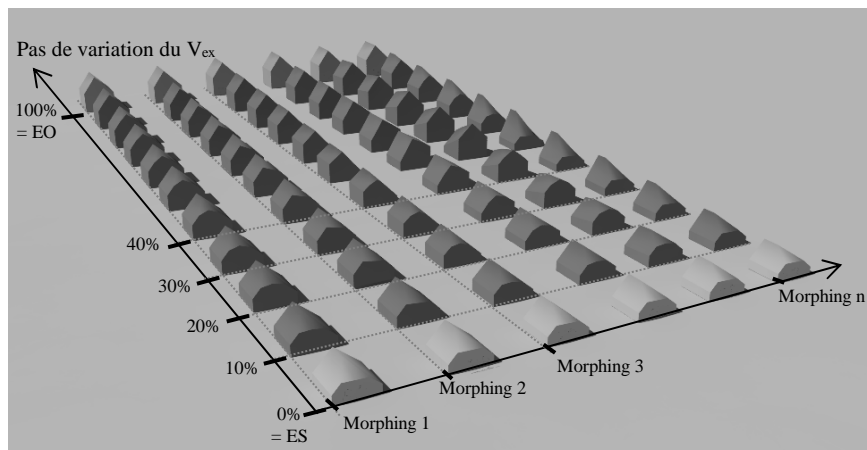 Pas de variation du Vex
100%
= EO
40%
30%
20%
10%
0%
= ES
Morphing 1
Morphing 2
Morphing 3
Morphing n